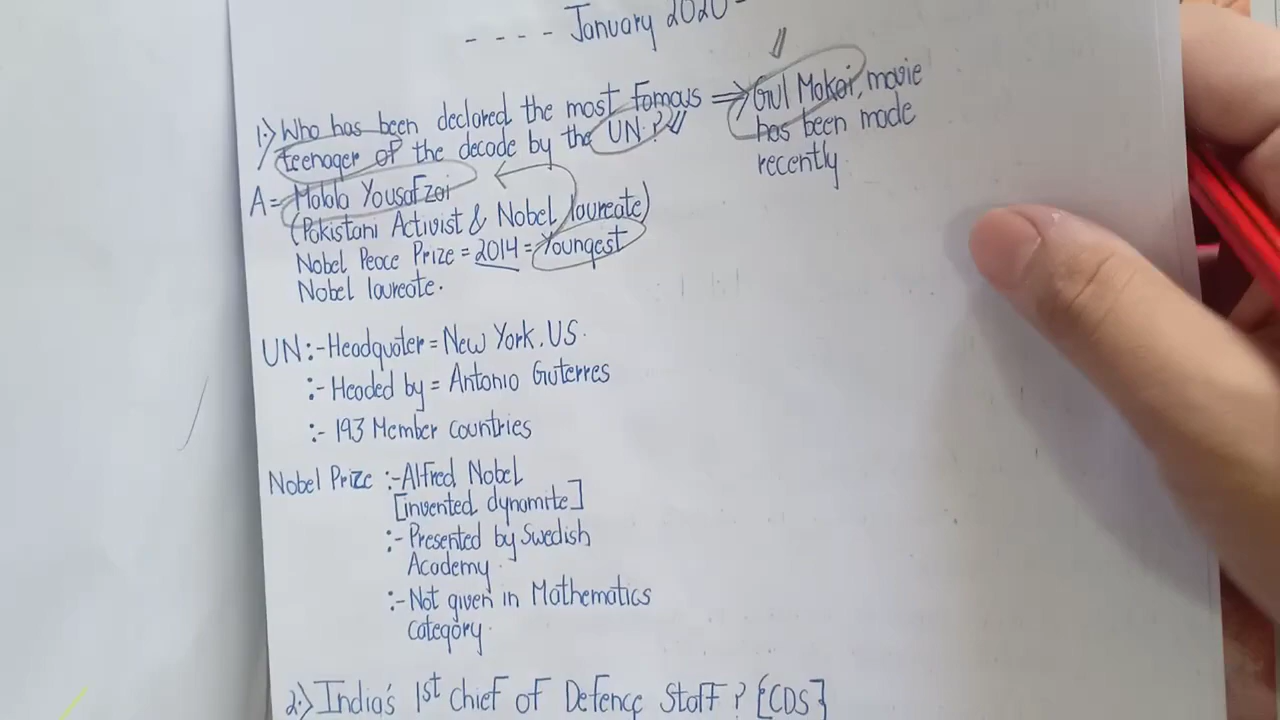 ---- January 2020-
1.) Who has been declared the most famous
teenager of the decade by the UN?
=> Gul Makai, movie
has been made
recently.
A= Malala Yousafzai
(Pakistani Activist & Nobel laureate)
Nobel Peace Prize = 2014 = Youngest
Nobel laureate.
UN:- Headquater = New York, US.
:- Headed by = Antonio Guterres
:- 193 Member countries
Nobel Prize :- Alfred Nobel
[invented dynamite]
:- Presented by Swedish
Academy.
:- Not given in Mathematics
category.
2.) India's 1st Chief of Defence Staff? {CDS}